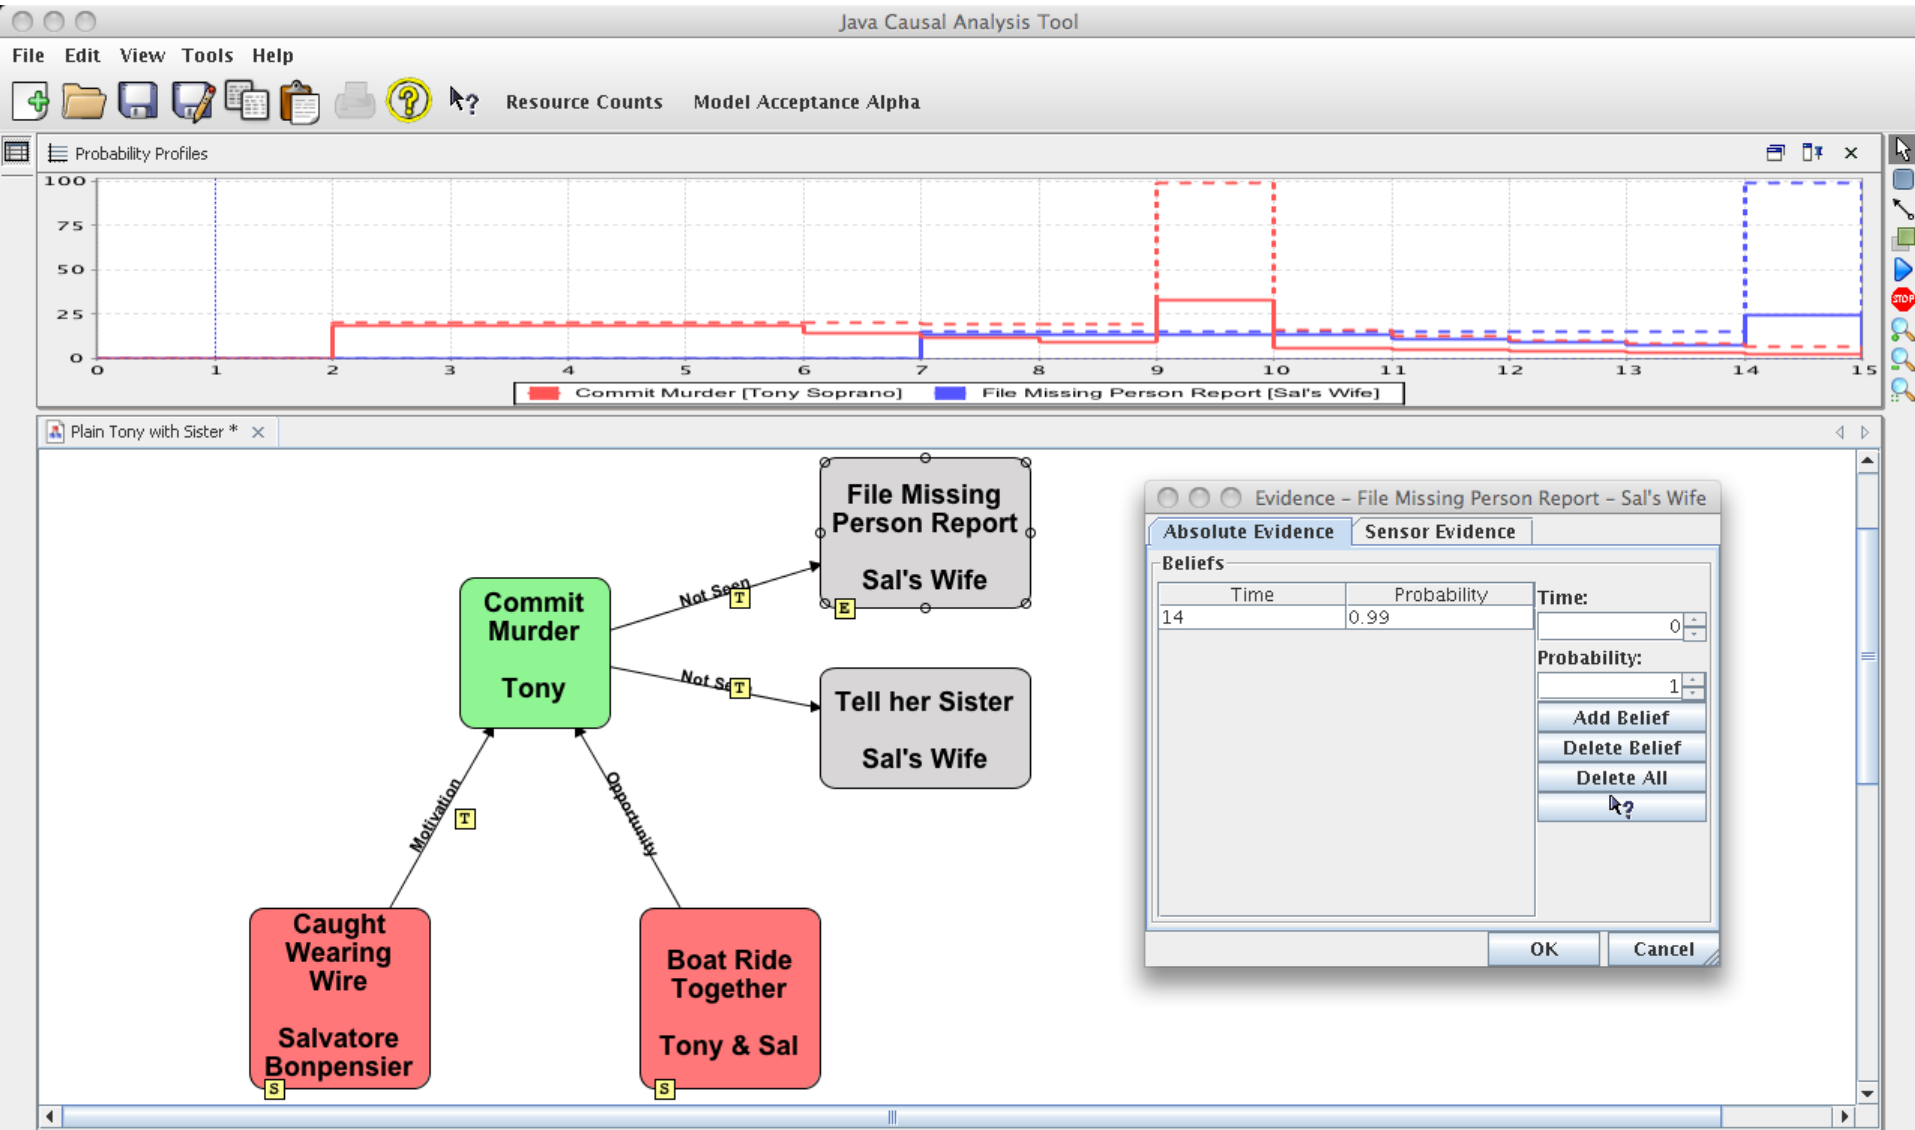 Java Causal Analysis Tool
File Edit View Tools Help
Resource Counts Model Acceptance Alpha
Probability Profiles
100
75
50
25
0
0 1 2 3 4 5 6 7 8 9 10 11 12 13 14 15
Commit Murder [Tony Soprano] File Missing Person Report [Sal's Wife]
STOP
Plain Tony with Sister *
File Missing
Person Report
Sal's Wife
E
Not Seen
T
Commit
Murder
Tony
Not
T
Tell her Sister
Sal's Wife
Motivation
T
Opportunity
Caught
Wearing
Wire
Salvatore
Bonpensier
S
Boat Ride
Together
Tony & Sal
S
Evidence – File Missing Person Report – Sal's Wife
Absolute Evidence Sensor Evidence
Beliefs
Time Probability
14 0.99
Time:
0
Probability:
1
Add Belief
Delete Belief
Delete All
?
OK Cancel